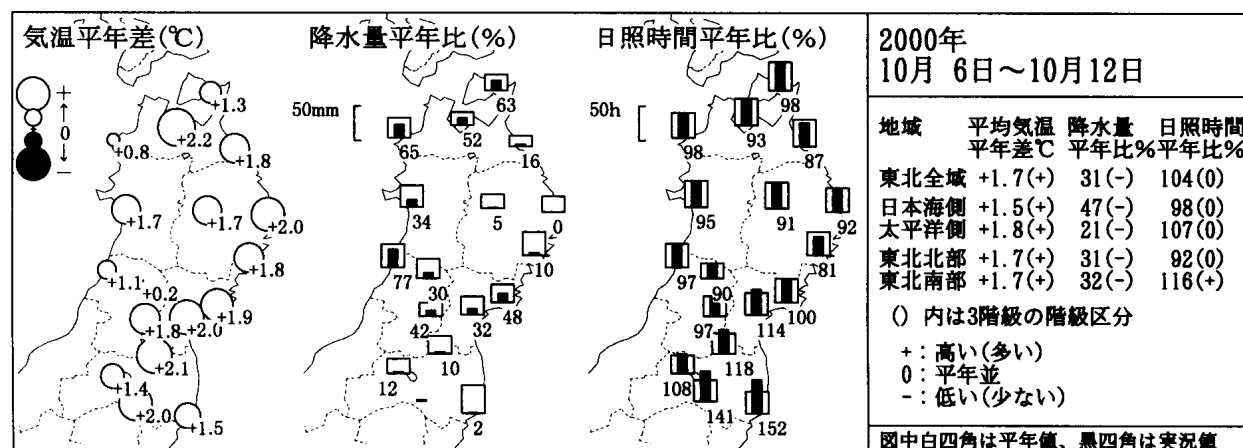 気温平年差(℃)
+
↑
0
↓
-
+1.3
+2.2
+0.8
+1.8
+1.7
+1.7
+2.0
+1.8
+1.1
+0.2
+1.9
+1.8
+2.0
+2.1
+1.4
+2.0
+1.5
降水量平年比(%)
50mm
63
52
65
16
34
5
0
10
77
30
48
42
32
10
12
2
日照時間平年比(%)
50h
98
93
98
87
95
91
92
81
97
90
100
97
114
118
108
141
152
2000年
10月 6日～10月12日
地域 平均気温 降水量 日照時間
平年差℃ 平年比% 平年比%
東北全域 +1.7(+) 31(-) 104(0)
日本海側 +1.5(+) 47(-) 98(0)
太平洋側 +1.8(+) 21(-) 107(0)
東北北部 +1.7(+) 31(-) 92(0)
東北南部 +1.7(+) 32(-) 116(+)
() 内は3階級の階級区分
+：高い(多い)
0：平年並
-：低い(少ない)
図中白四角は平年値、黒四角は実況値